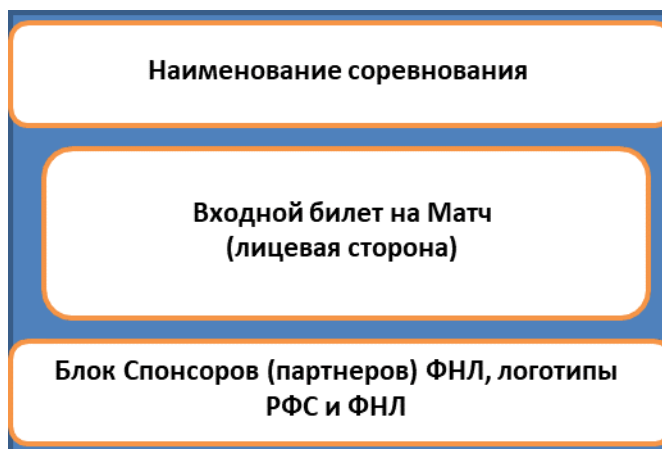 Наименование соревнования
Входной билет на Матч
(лицевая сторона)
Блок Спонсоров (партнеров) ФНЛ, логотипы
РФС и ФНЛ